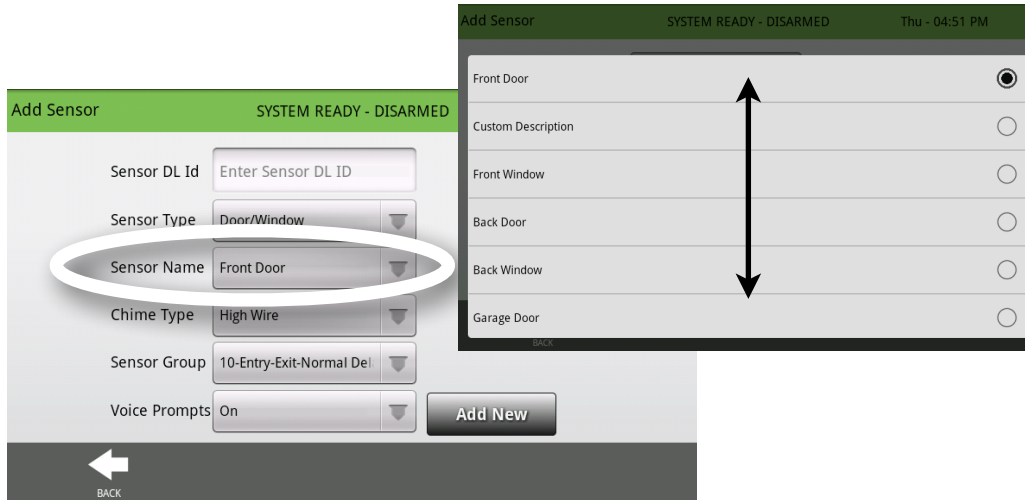 Add Sensor SYSTEM READY - DISARMED Thu - 04:51 PM
Front Door
Custom Description
Front Window
Back Door
Back Window
Garage Door
BACK
Add Sensor SYSTEM READY - DISARMED
Sensor DL Id Enter Sensor DL ID
Sensor Type Door/Window
Sensor Name Front Door
Chime Type High Wire
Sensor Group 10-Entry-Exit-Normal Del
Voice Prompts On Add New
BACK